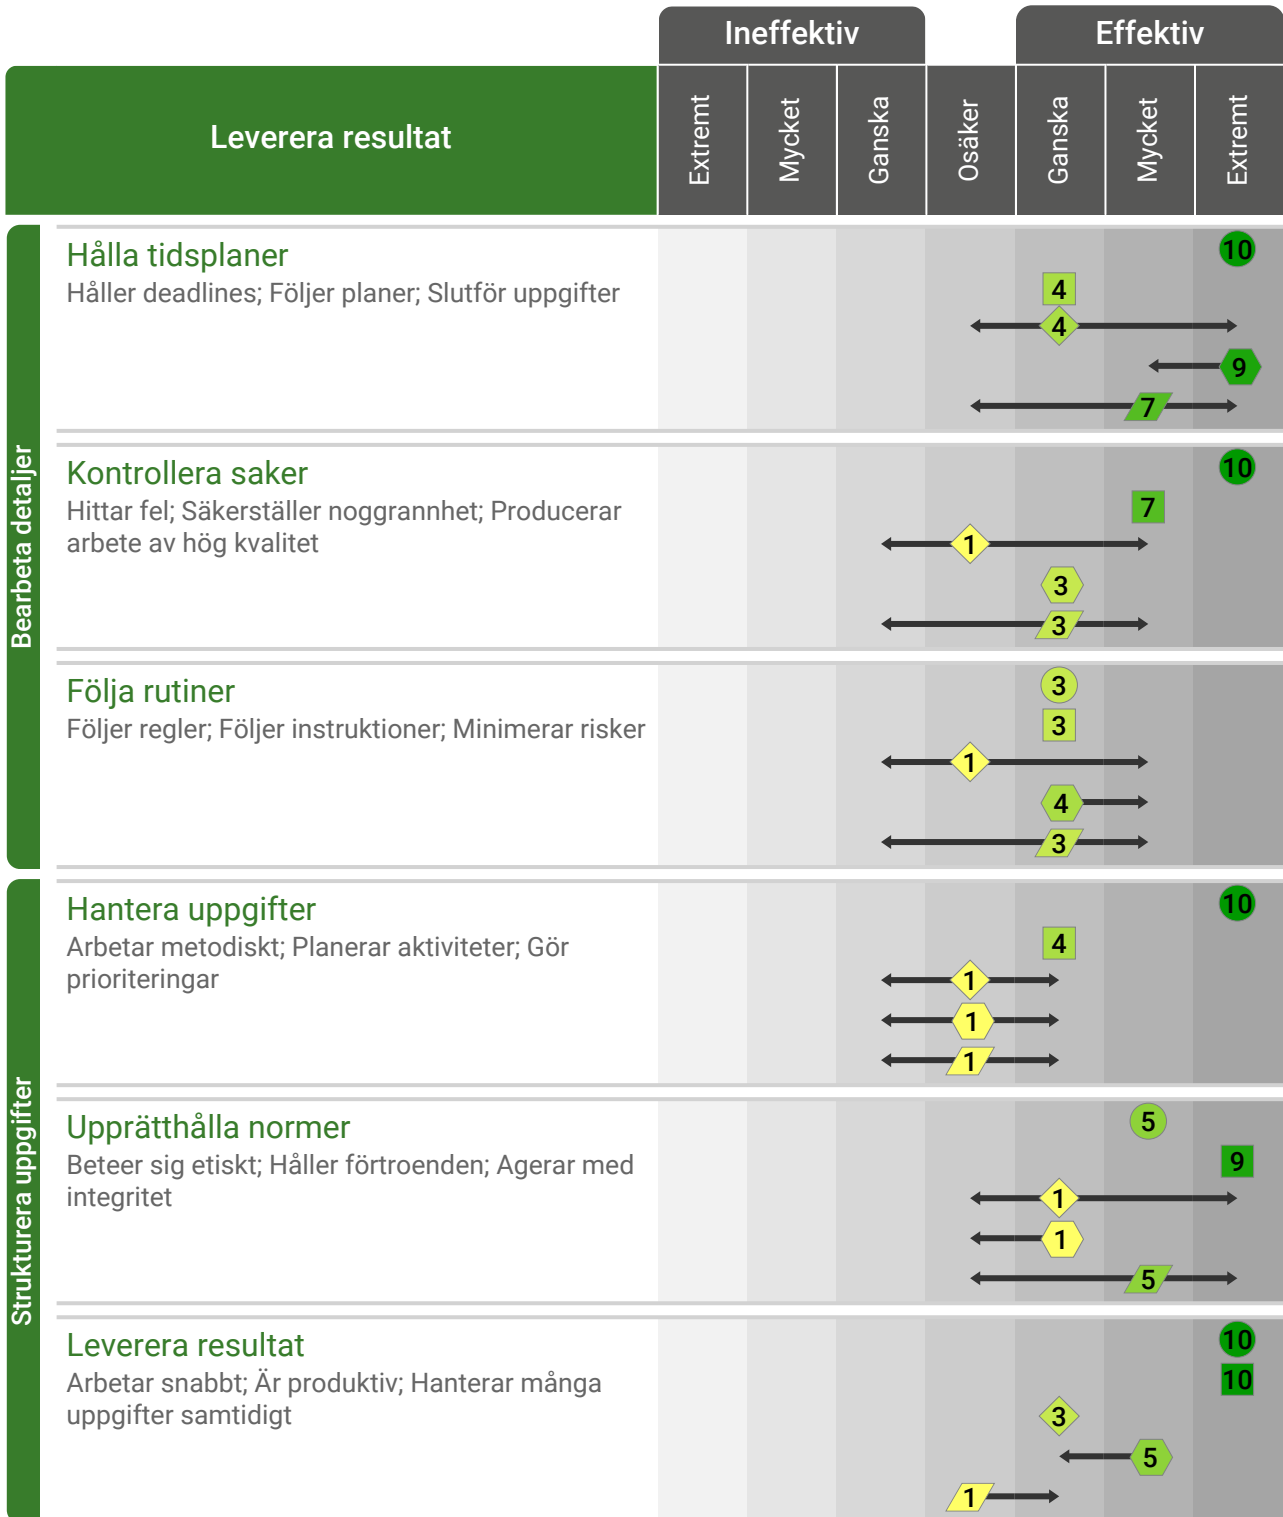 Ineffektiv
Effektiv
Leverera resultat
Extremt
Mycket
Ganska
Osäker
Ganska
Mycket
Extremt
Bearbeta detaljer
Hålla tidsplaner
Håller deadlines; Följer planer; Slutför uppgifter
10
4
4
9
7
Kontrollera saker
Hittar fel; Säkerställer noggrannhet; Producerar
arbete av hög kvalitet
10
7
1
3
3
Följa rutiner
Följer regler; Följer instruktioner; Minimerar risker
3
3
1
4
3
Strukturera uppgifter
Hantera uppgifter
Arbetar metodiskt; Planerar aktiviteter; Gör
prioriteringar
10
4
1
1
1
Upprätthålla normer
Beteer sig etiskt; Håller förtroenden; Agerar med
integritet
5
9
1
1
5
Leverera resultat
Arbetar snabbt; Är produktiv; Hanterar många
uppgifter samtidigt
10
10
3
5
1